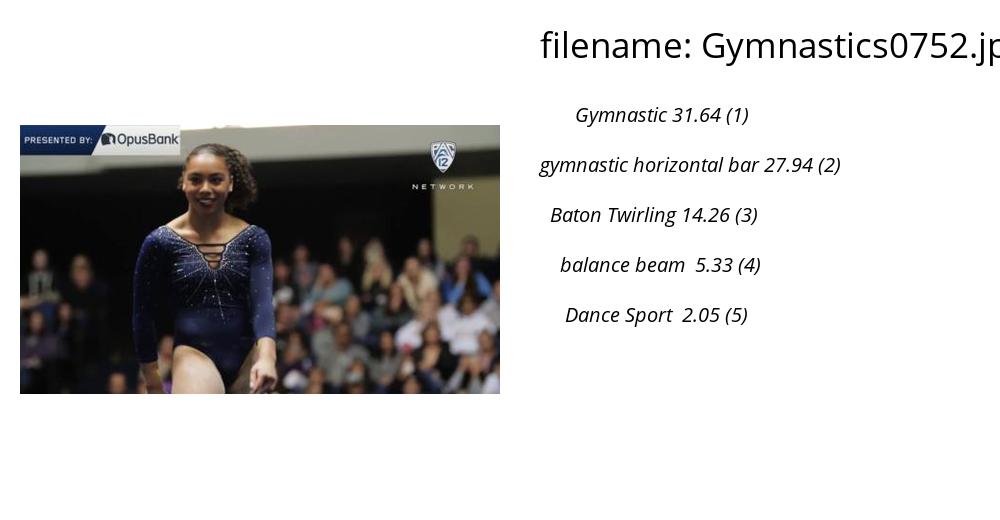 filename: Gymnastics0752.jp
Gymnastic 31.64 (1)
PRESENTED BY: OpusBank
PAC
12
NETWORK
gymnastic horizontal bar 27.94 (2)
Baton Twirling 14.26 (3)
balance beam 5.33 (4)
Dance Sport 2.05 (5)